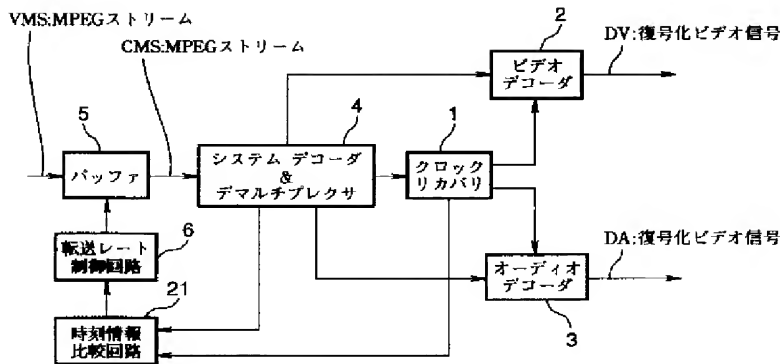 VMS:MPEGストリーム
CMS:MPEGストリーム
2
DV:復号化ビデオ信号
ビデオ
デコーダ
5
4
1
バッファ
システム デコーダ
&
デマルチプレクサ
クロック
リカバリ
6
転送レート
制御回路
DA:復号化ビデオ信号
オーディオ
デコーダ
3
21
時刻情報
比較回路